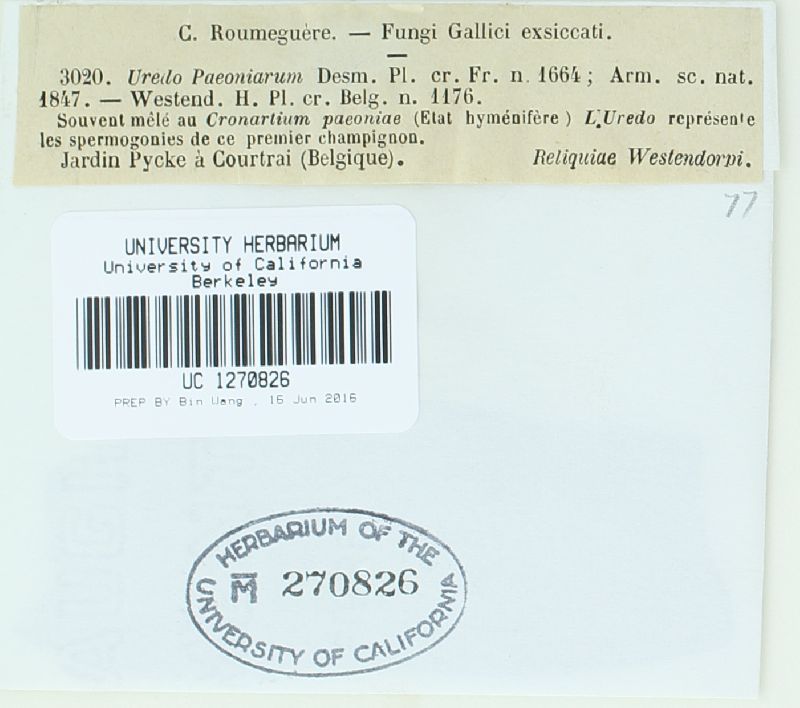 C. Roumeguère. — Fungi Gallici exsiccati.
3020. Uredo Paeoniarum Desm. Pl. cr. Fr. n. 1664; Arm. sc. nat.
1847. — Westend. H. Pl. cr. Belg. n. 1176.
Souvent mêlé au Cronartium paeoniae (Etat hyménifère) L'Uredo représente
les spermogonies de ce premier champignon.
Jardin Pycke à Courtrai (Belgique). Reliquiae Westendorpi.
77
UNIVERSITY HERBARIUM
University of California
Berkeley
UC 1270826
PREP BY Bin Wang , 16 Jun 2016
HERBARIUM OF THE
M 270826
UNIVERSITY OF CALIFORNIA